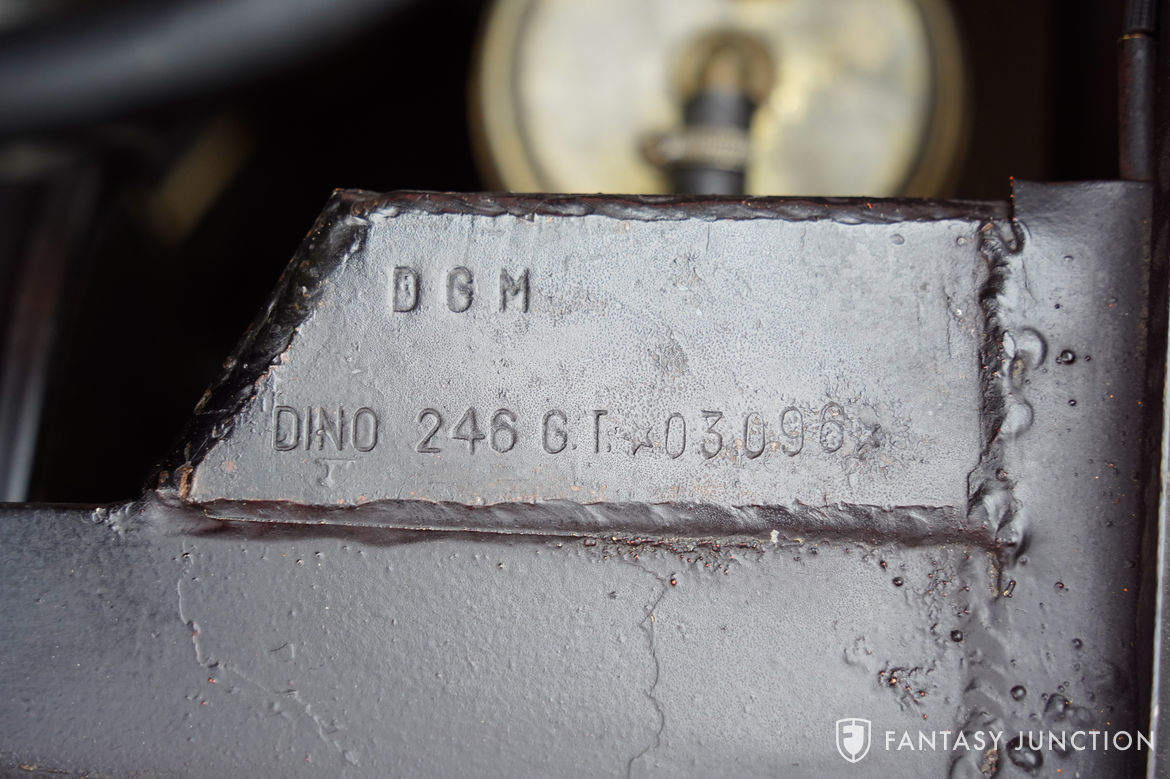 DGM
DINO 246 G.T. *03096*
FANTASY JUNCTION